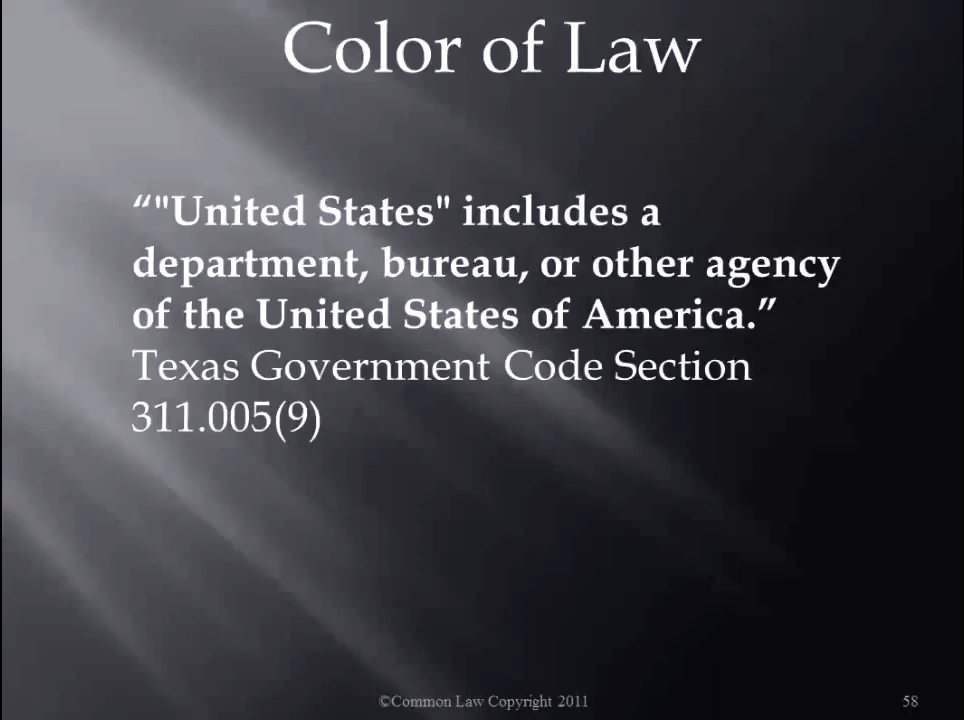 Color of Law
“"United States" includes a
department, bureau, or other agency
of the United States of America.”
Texas Government Code Section
311.005(9)
©Common Law Copyright 2011
58